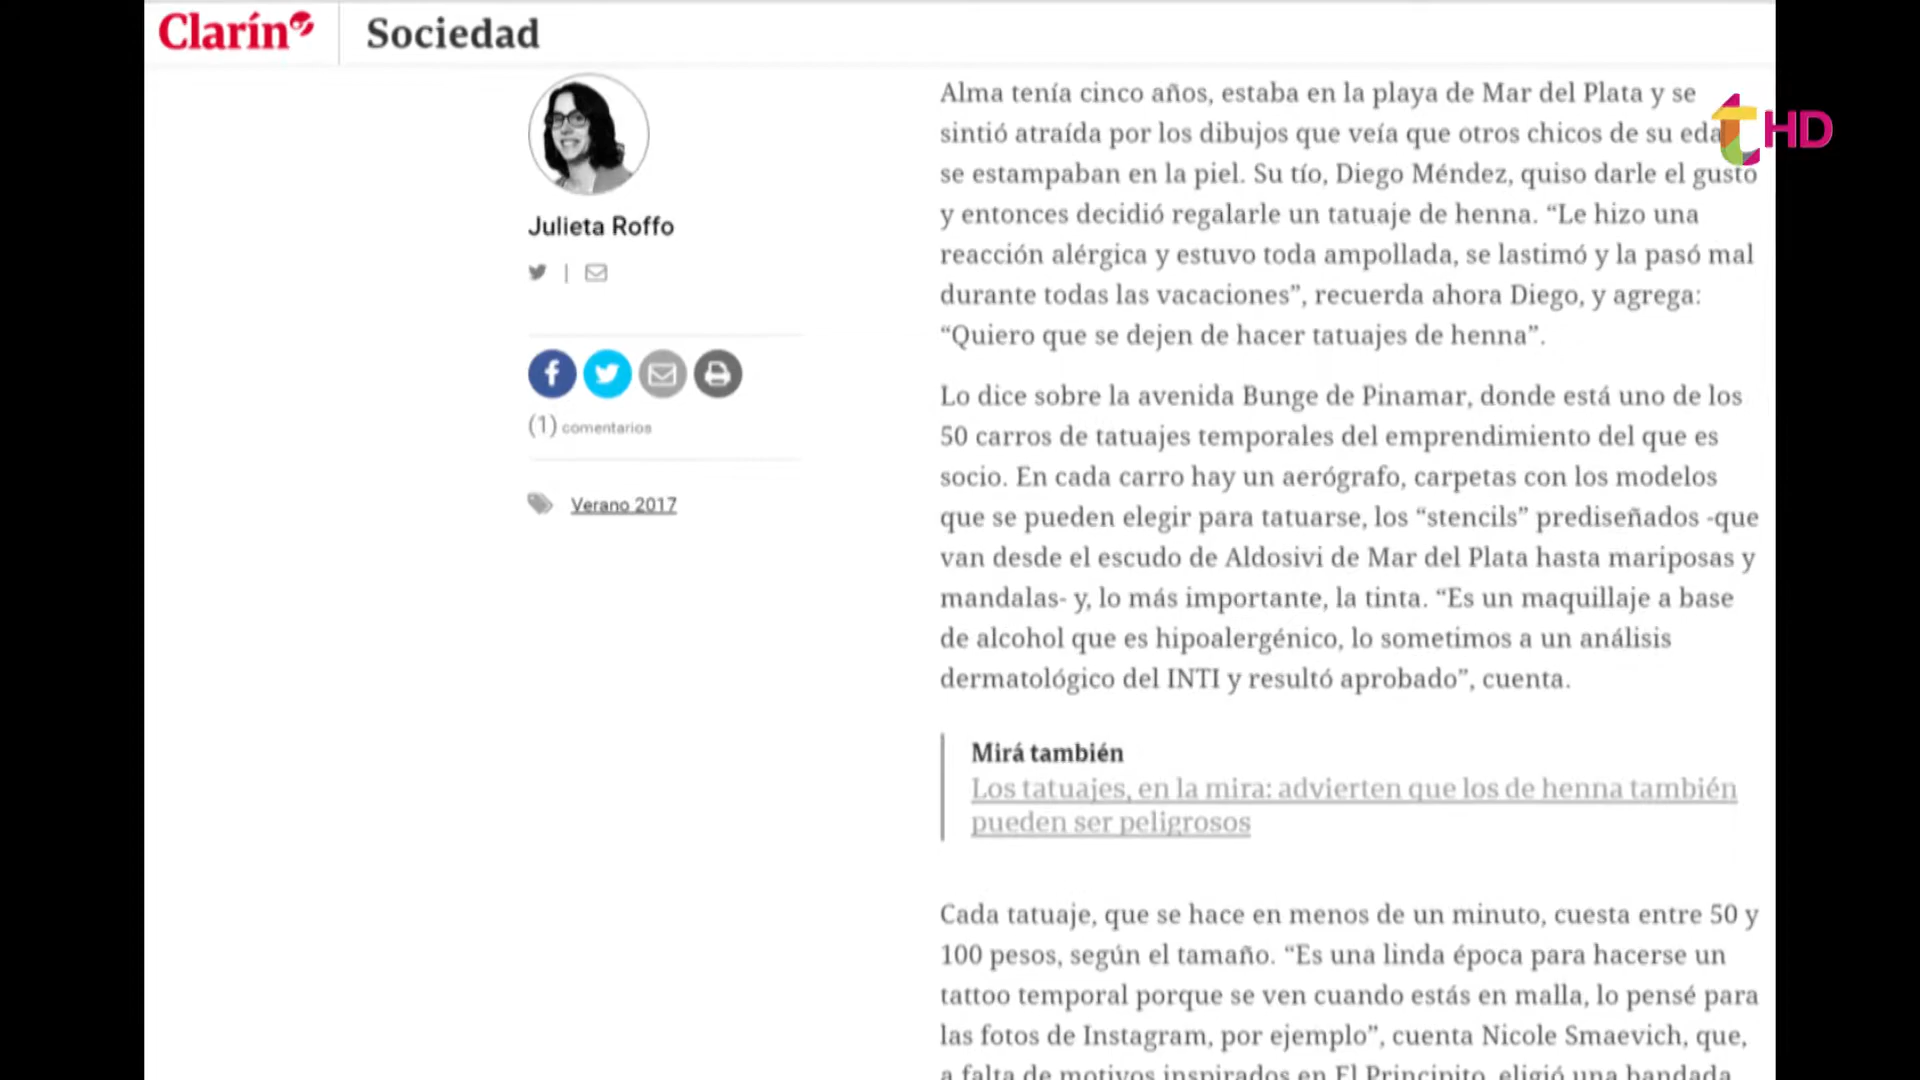 Clarín
Sociedad
Julieta Roffo
|
(1) comentarios
Verano 2017
Alma tenía cinco años, estaba en la playa de Mar del Plata y se
sintió atraída por los dibujos que veía que otros chicos de su eda
se estampaban en la piel. Su tío, Diego Méndez, quiso darle el gusto
y entonces decidió regalarle un tatuaje de henna. “Le hizo una
reacción alérgica y estuvo toda ampollada, se lastimó y la pasó mal
durante todas las vacaciones”, recuerda ahora Diego, y agrega:
“Quiero que se dejen de hacer tatuajes de henna”.
Lo dice sobre la avenida Bunge de Pinamar, donde está uno de los
50 carros de tatuajes temporales del emprendimiento del que es
socio. En cada carro hay un aerógrafo, carpetas con los modelos
que se pueden elegir para tatuarse, los “stencils” prediseñados -que
van desde el escudo de Aldosivi de Mar del Plata hasta mariposas y
mandalas- y, lo más importante, la tinta. “Es un maquillaje a base
de alcohol que es hipoalergénico, lo sometimos a un análisis
dermatológico del INTI y resultó aprobado”, cuenta.
Mirá también
Los tatuajes, en la mira: advierten que los de henna también
pueden ser peligrosos
Cada tatuaje, que se hace en menos de un minuto, cuesta entre 50 y
100 pesos, según el tamaño. “Es una linda época para hacerse un
tattoo temporal porque se ven cuando estás en malla, lo pensé para
las fotos de Instagram, por ejemplo”, cuenta Nicole Smaevich, que,
a falta de motivos inspirados en El Principito, eligió una bandada
t HD